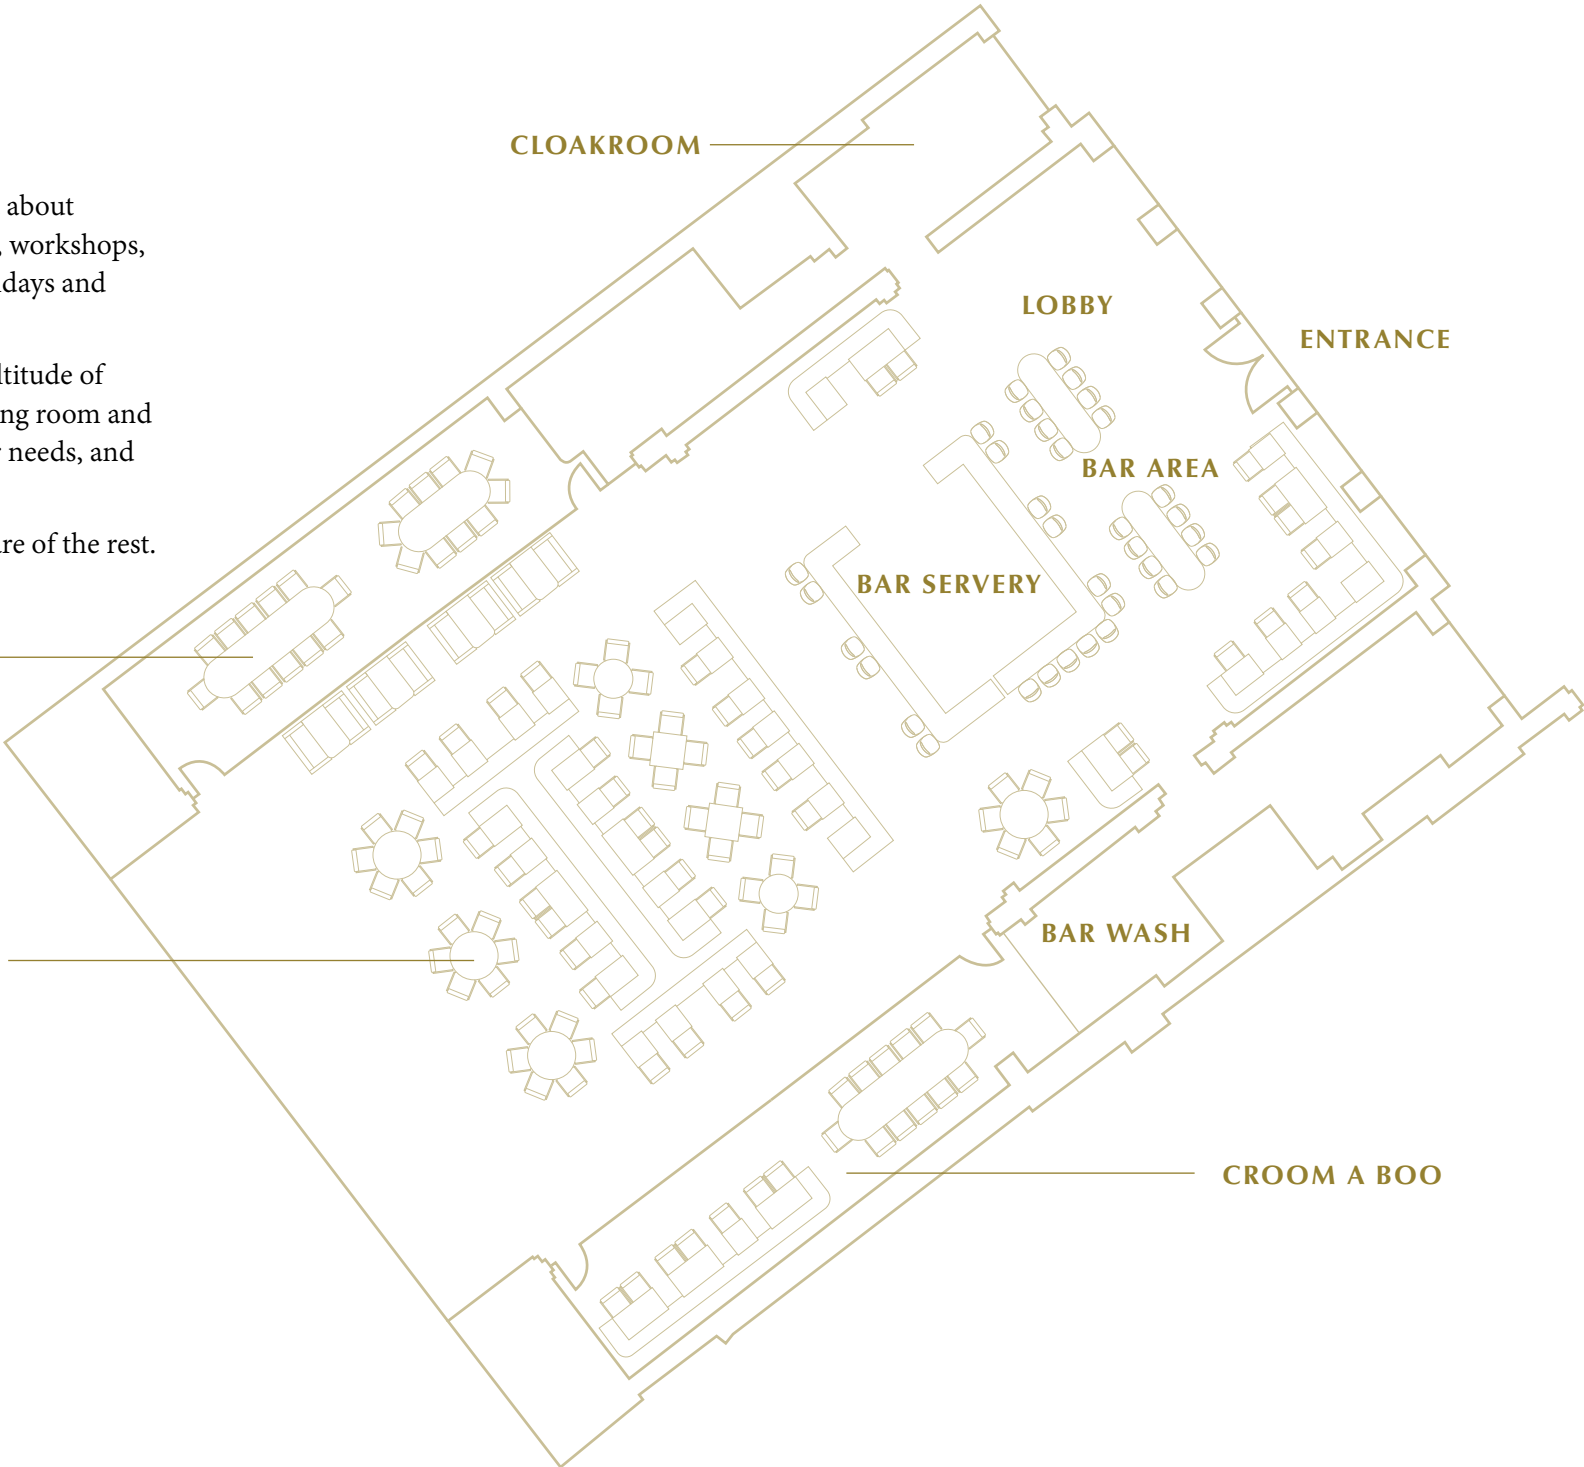 CLOAKROOM
about
, workshops,
days and
LOBBY
ENTRANCE
titude of
ng room and
needs, and
BAR AREA
re of the rest.
BAR SERVERY
BAR WASH
CROOM A BOO